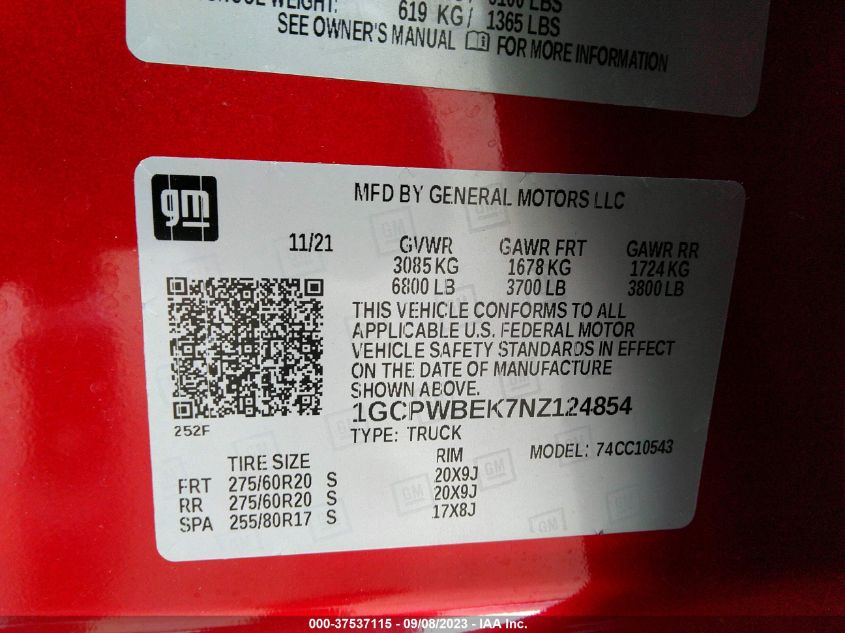 619 KG/ 1365 LBS
SEE OWNER'S MANUAL FOR MORE INFORMATION
gm
MFD BY GENERAL MOTORS LLC
11/21 GVWR GAWR FRT GAWR RR
3085 KG 1678 KG 1724 KG
6800 LB 3700 LB 3800 LB
THIS VEHICLE CONFORMS TO ALL
APPLICABLE U.S. FEDERAL MOTOR
VEHICLE SAFETY STANDARDS IN EFFECT
ON THE DATE OF MANUFACTURE
SHOWN ABOVE.
1GCPWBEK7NZ124854
252F
TYPE: TRUCK
MODEL: 74CC10543
TIRE SIZE RIM
FRT 275/60R20 S 20X9J
RR 275/60R20 S 20X9J
SPA 255/80R17 S 17X8J
000-37537115 - 09/08/2023 - IAA Inc.